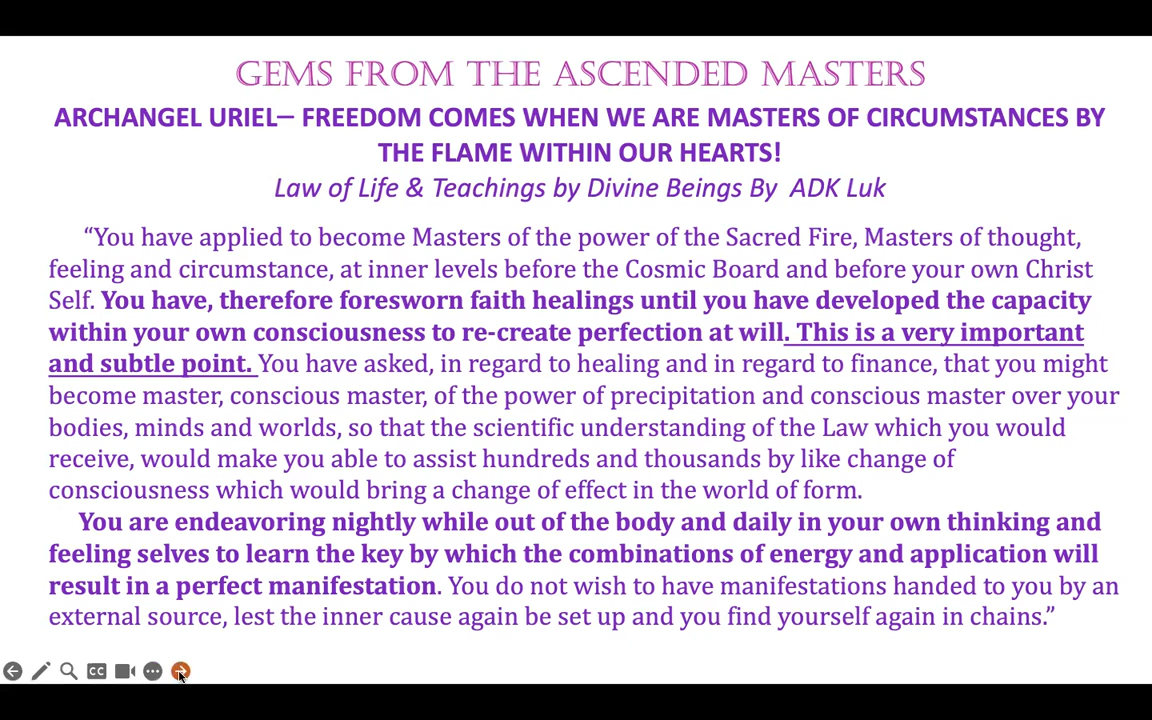 GEMS FROM THE ASCENDED MASTERS
ARCHANGEL URIEL– FREEDOM COMES WHEN WE ARE MASTERS OF CIRCUMSTANCES BY
THE FLAME WITHIN OUR HEARTS!
Law of Life & Teachings by Divine Beings By ADK Luk
“You have applied to become Masters of the power of the Sacred Fire, Masters of thought,
feeling and circumstance, at inner levels before the Cosmic Board and before your own Christ
Self. You have, therefore foresworn faith healings until you have developed the capacity
within your own consciousness to re-create perfection at will. This is a very important
and subtle point. You have asked, in regard to healing and in regard to finance, that you might
become master, conscious master, of the power of precipitation and conscious master over your
bodies, minds and worlds, so that the scientific understanding of the Law which you would
receive, would make you able to assist hundreds and thousands by like change of
consciousness which would bring a change of effect in the world of form.
You are endeavoring nightly while out of the body and daily in your own thinking and
feeling selves to learn the key by which the combinations of energy and application will
result in a perfect manifestation. You do not wish to have manifestations handed to you by an
external source, lest the inner cause again be set up and you find yourself again in chains.”
CC